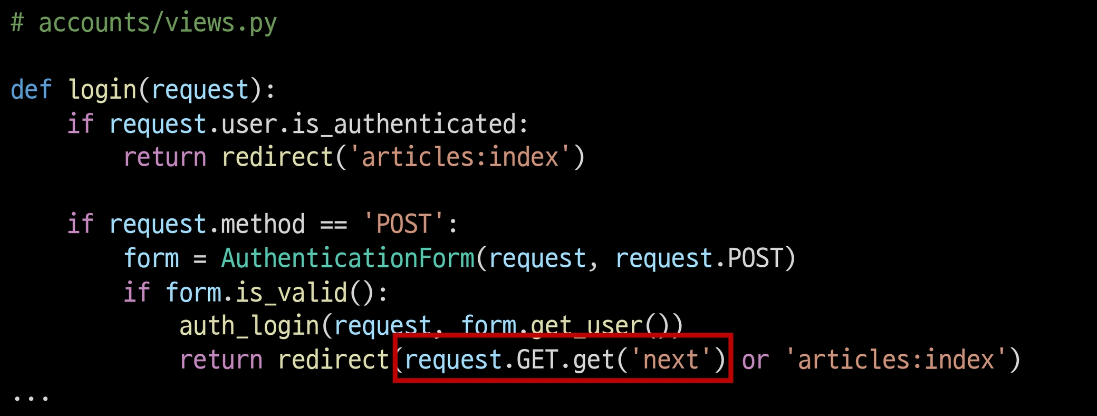 # accounts/views.py
def login(request):
    if request.user.is_authenticated:
        return redirect('articles:index')
    if request.method == 'POST':
        form = AuthenticationForm(request, request.POST)
        if form.is_valid():
            auth_login(request, form.get_user())
            return redirect(request.GET.get('next') or 'articles:index')
...